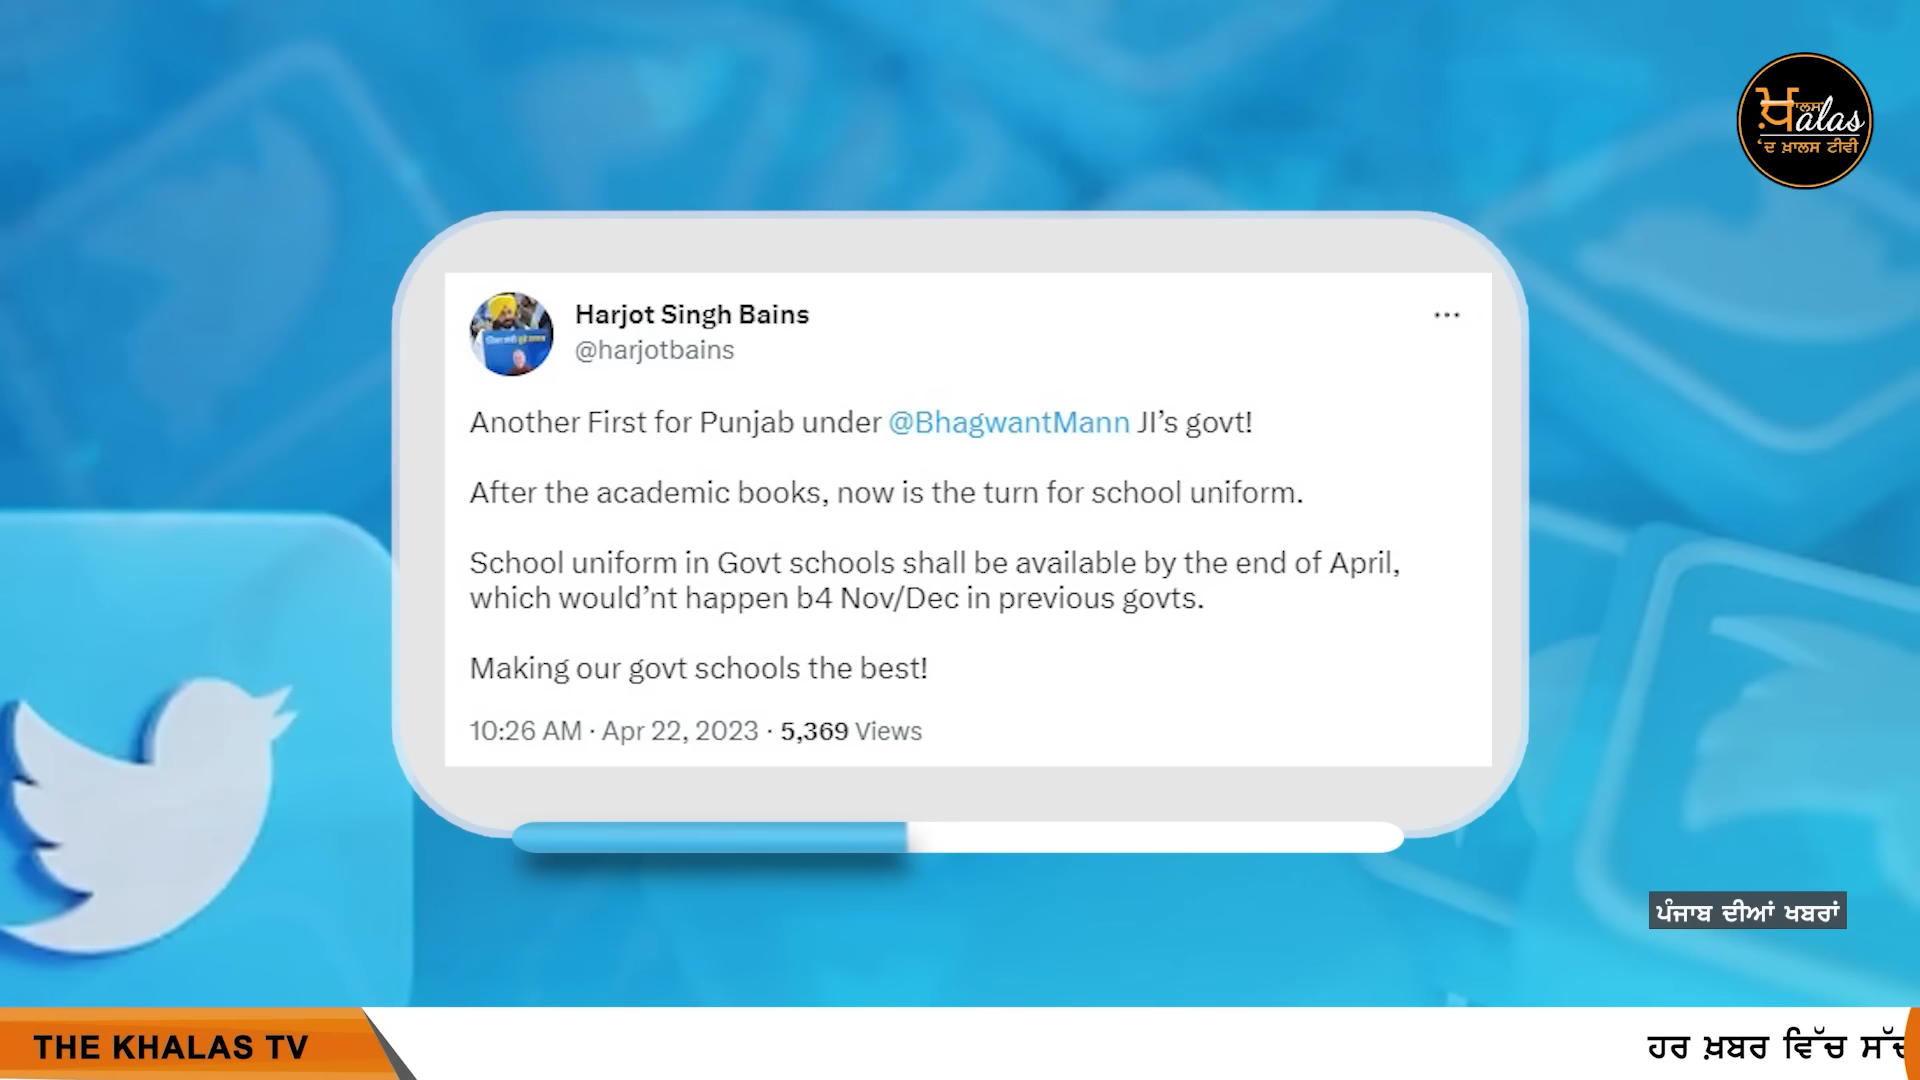 ਖ਼ਾਲਸ
alas
'ਦ ਖ਼ਾਲਸ ਟੀਵੀ
Harjot Singh Bains
@harjotbains
Another First for Punjab under @BhagwantMann JI’s govt!
After the academic books, now is the turn for school uniform.
School uniform in Govt schools shall be available by the end of April,
which would’nt happen b4 Nov/Dec in previous govts.
Making our govt schools the best!
10:26 AM · Apr 22, 2023 · 5,369 Views
ਪੰਜਾਬ ਦੀਆਂ ਖਬਰਾਂ
THE KHALAS TV
ਹਰ ਖ਼ਬਰ ਵਿੱਚ